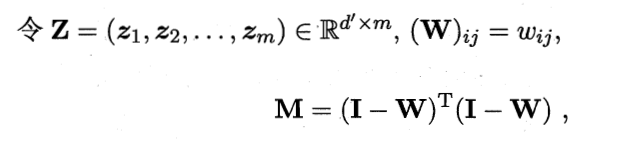 令 Z = (z₁, z₂, . . . , zₘ) ∈ ℝ^{d′×m}, (W)ᵢⱼ = wᵢⱼ,
M = (I − W)ᵀ(I − W) ,